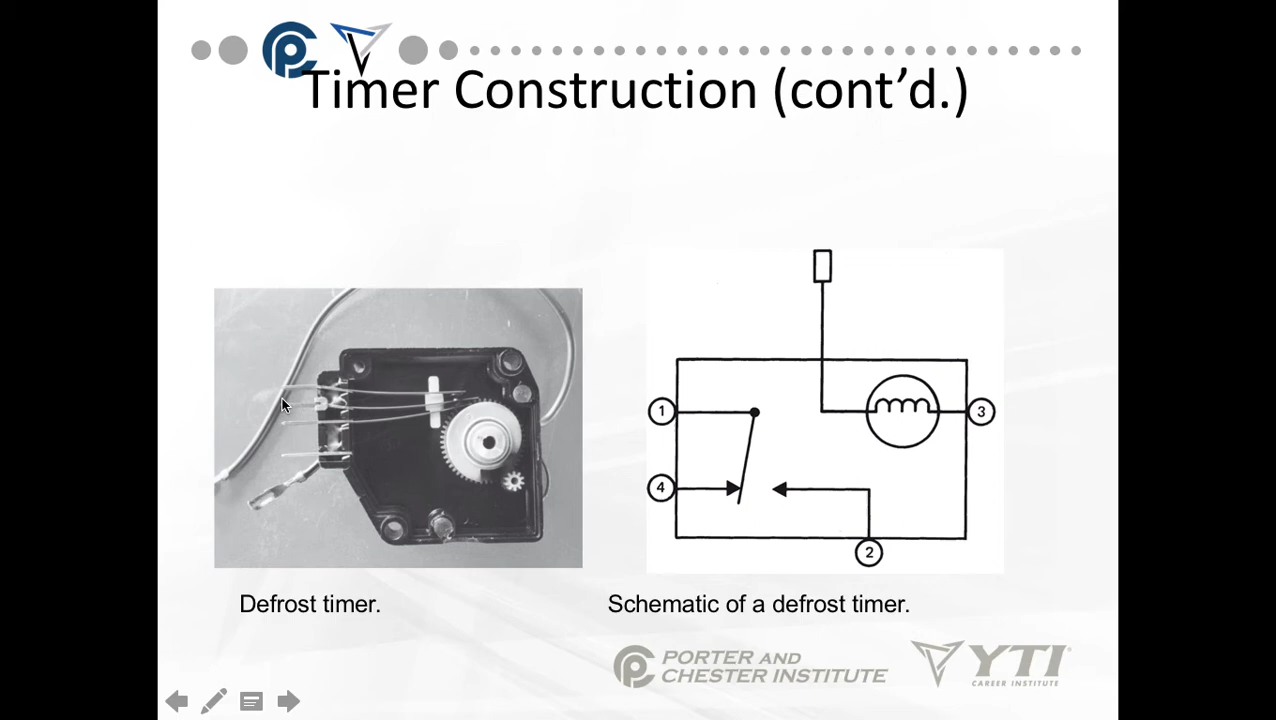 Timer Construction (cont’d.)
1
3
4
2
Defrost timer.
Schematic of a defrost timer.
PORTER AND
CHESTER INSTITUTE
YTI
CAREER INSTITUTE